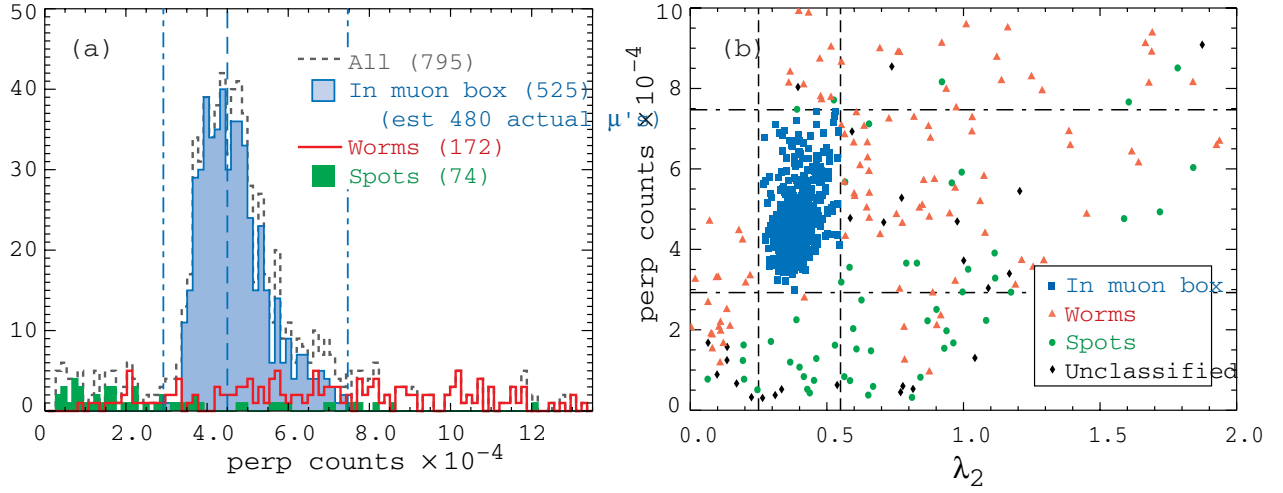 (a)
50
40
30
20
10
0
All (795)
In muon box (525)
(est 480 actual μ's)
Worms (172)
Spots (74)
0 2.0 4.0 6.0 8.0 10 12
perp counts ×10⁻⁴
(b)
perp counts ×10⁻⁴
10
8
6
4
2
0
In muon box
Worms
Spots
Unclassified
0.0 0.5 1.0 1.5 2.0
λ₂